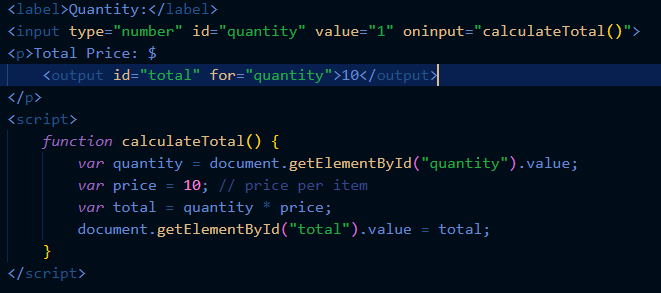 <label>Quantity:</label>
<input type="number" id="quantity" value="1" oninput="calculateTotal()">
<p>Total Price: $
    <output id="total" for="quantity">10</output>
</p>
<script>
    function calculateTotal() {
        var quantity = document.getElementById("quantity").value;
        var price = 10; // price per item
        var total = quantity * price;
        document.getElementById("total").value = total;
    }
</script>